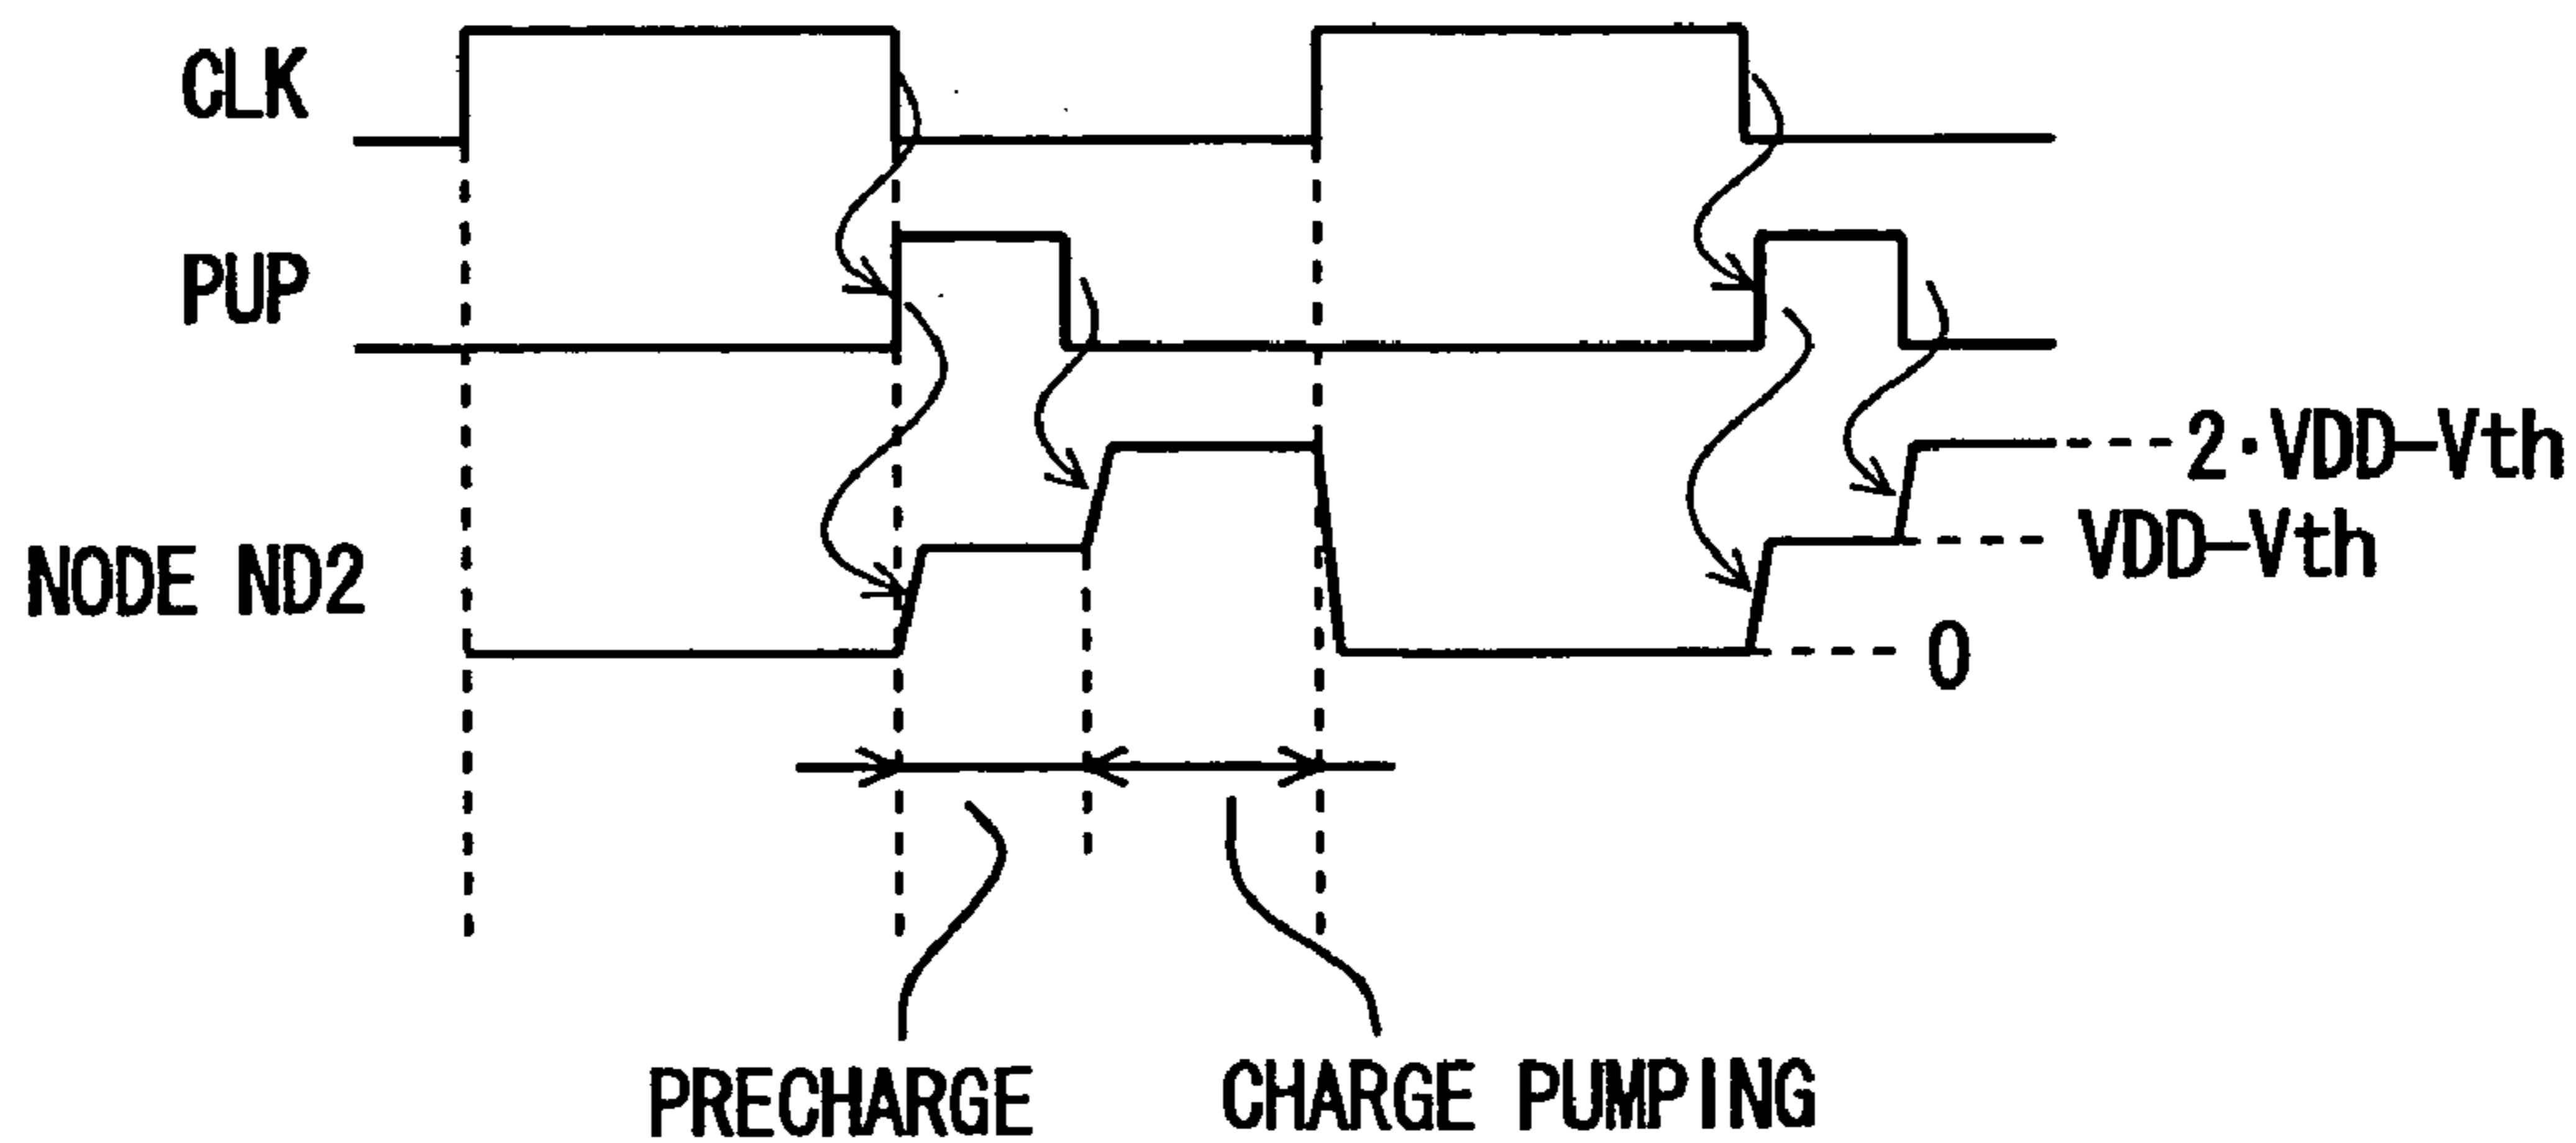 CLK
PUP
2·VDD-Vth
VDD-Vth
NODE ND2
0
PRECHARGE
CHARGE PUMPING